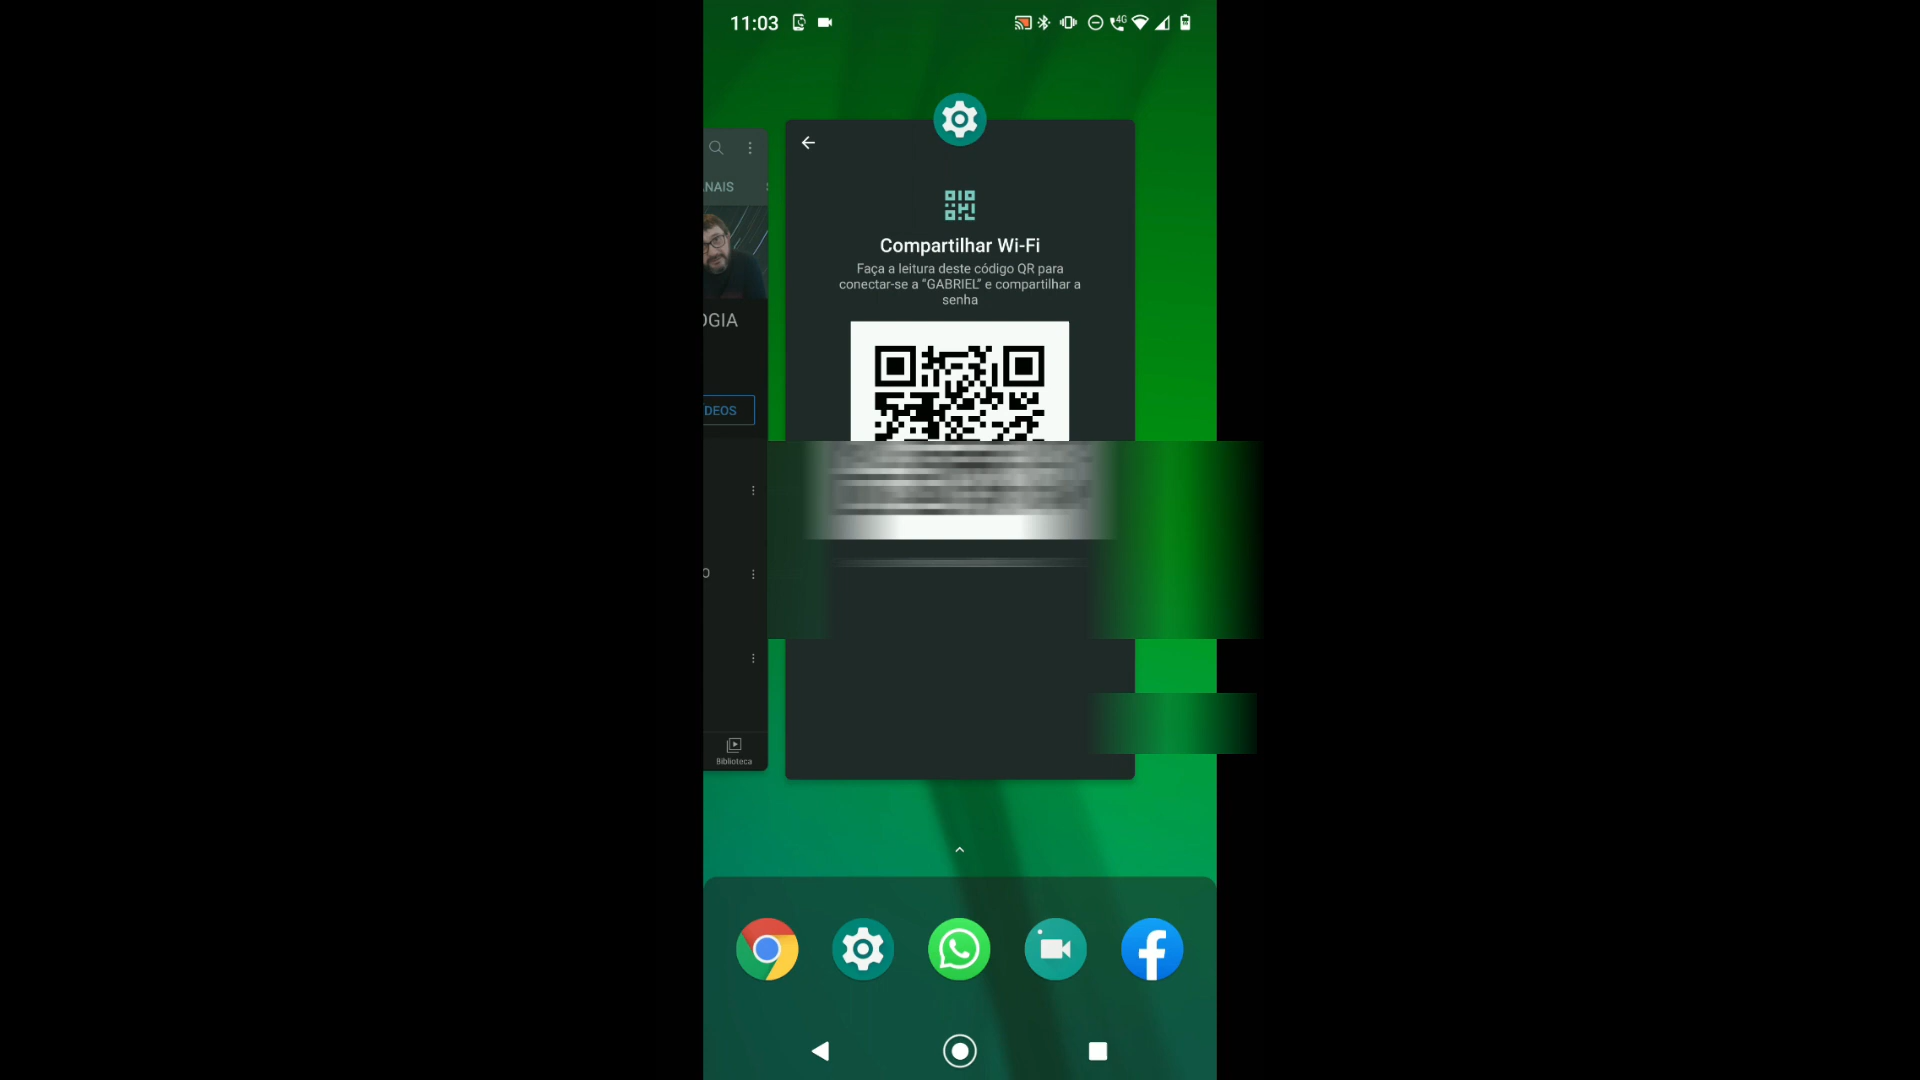 11:03
4G
NAIS
OGIA
DEOS
O
Biblioteca
Compartilhar Wi-Fi
Faça a leitura deste código QR para
conectar-se a "GABRIEL" e compartilhar a
senha